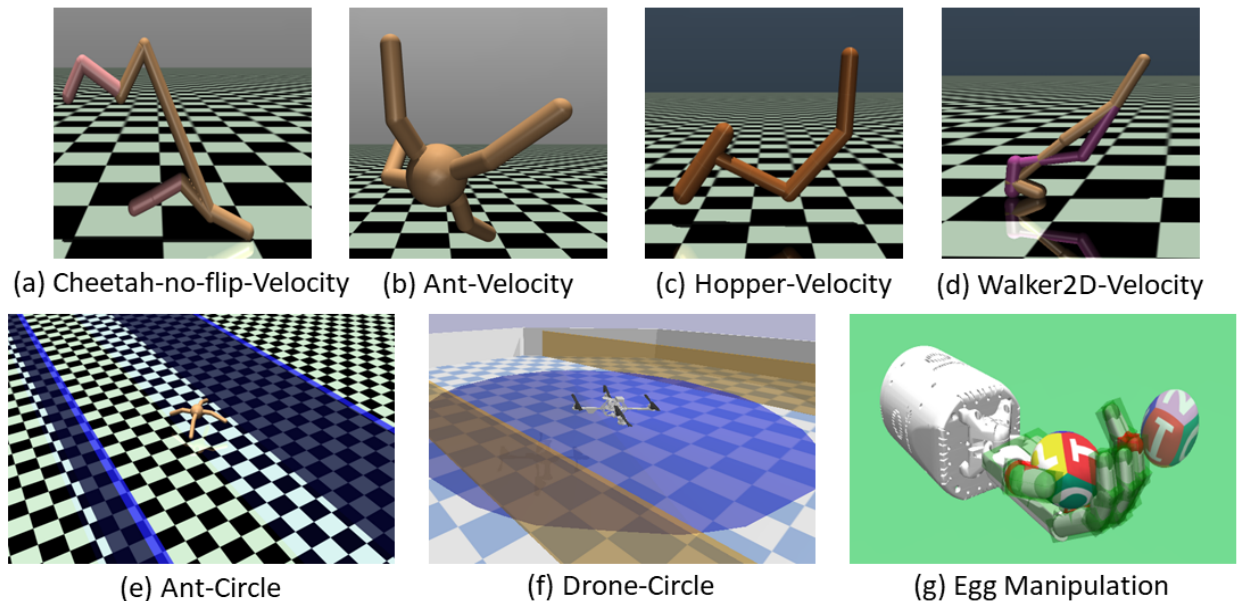 (a) Cheetah-no-flip-Velocity
(b) Ant-Velocity
(c) Hopper-Velocity
(d) Walker2D-Velocity
(e) Ant-Circle
(f) Drone-Circle
(g) Egg Manipulation